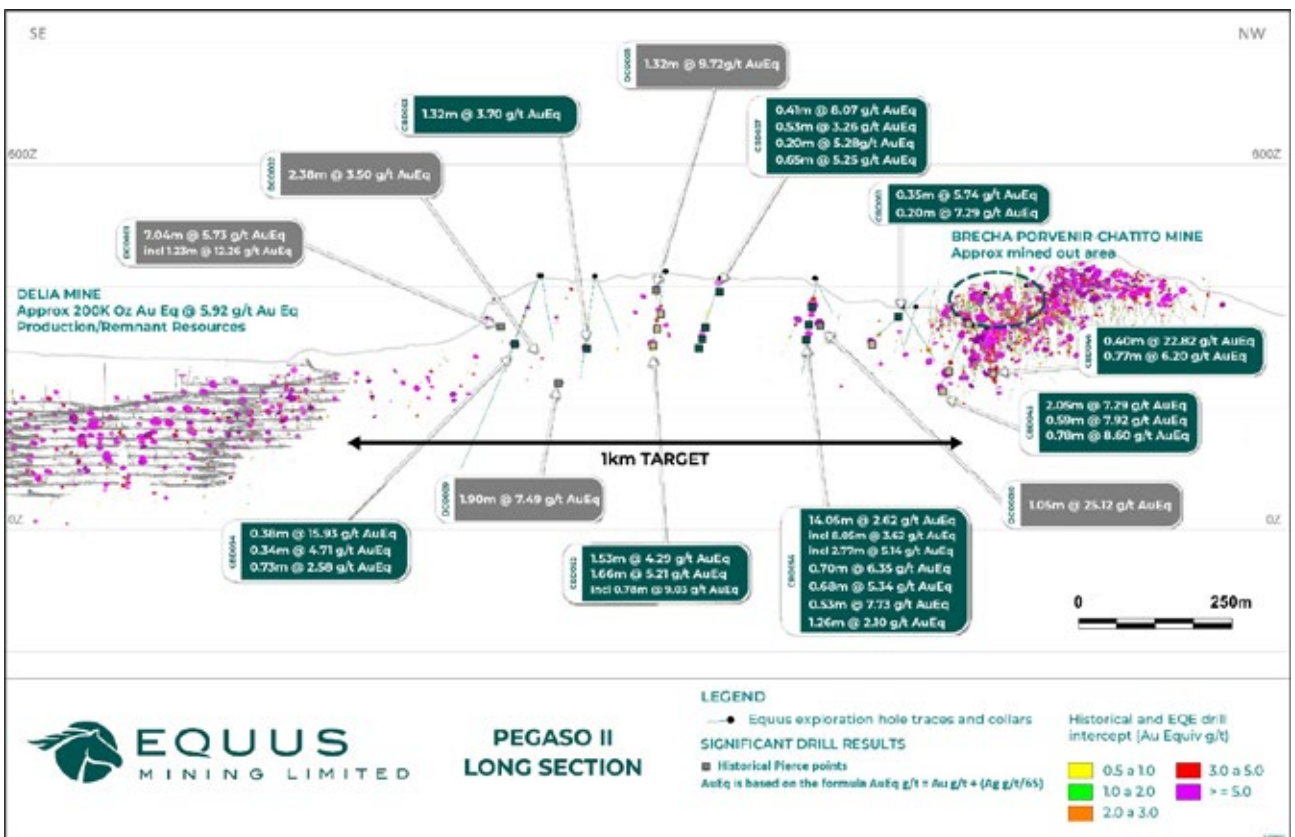 SE
NW
1.32m @ 9.72g/t AuEq
CBD053
1.32m @ 3.70 g/t AuEq
0.41m @ 8.07 g/t AuEq
0.53m @ 3.26 g/t AuEq
0.20m @ 5.28g/t AuEq
0.65m @ 5.25 g/t AuEq
600Z
600Z
2.38m @ 3.50 g/t AuEq
0.35m @ 5.74 g/t AuEq
0.20m @ 7.29 g/t AuEq
7.04m @ 5.73 g/t AuEq
incl 1.23m @ 12.26 g/t AuEq
BRECHA PORVENIR-CHATITO MINE
Approx mined out area
DELIA MINE
Approx 200K Oz Au Eq @ 5.92 g/t Au Eq
Production/Remnant Resources
0.40m @ 22.82 g/t AuEq
0.77m @ 6.20 g/t AuEq
2.05m @ 7.29 g/t AuEq
0.59m @ 7.92 g/t AuEq
0.78m @ 8.60 g/t AuEq
1km TARGET
1.90m @ 7.49 g/t AuEq
1.05m @ 25.12 g/t AuEq
0Z
0Z
CBD054
0.38m @ 15.93 g/t AuEq
0.34m @ 4.71 g/t AuEq
0.73m @ 2.58 g/t AuEq
1.53m @ 4.29 g/t AuEq
1.66m @ 5.21 g/t AuEq
incl 0.78m @ 9.03 g/t AuEq
14.05m @ 2.62 g/t AuEq
incl 8.05m @ 3.62 g/t AuEq
incl 2.77m @ 5.14 g/t AuEq
0.70m @ 6.35 g/t AuEq
0.68m @ 5.34 g/t AuEq
0.53m @ 7.73 g/t AuEq
1.26m @ 2.10 g/t AuEq
0 250m
EQUUS
MINING LIMITED
PEGASO II
LONG SECTION
LEGEND
Equus exploration hole traces and collars
SIGNIFICANT DRILL RESULTS
Historical Pierce points
AuEq is based on the formula AuEq g/t = Au g/t + (Ag g/t/65)
Historical and EQE drill
intercept (Au Equiv g/t)
0.5 a 1.0
1.0 a 2.0
2.0 a 3.0
3.0 a 5.0
> = 5.0